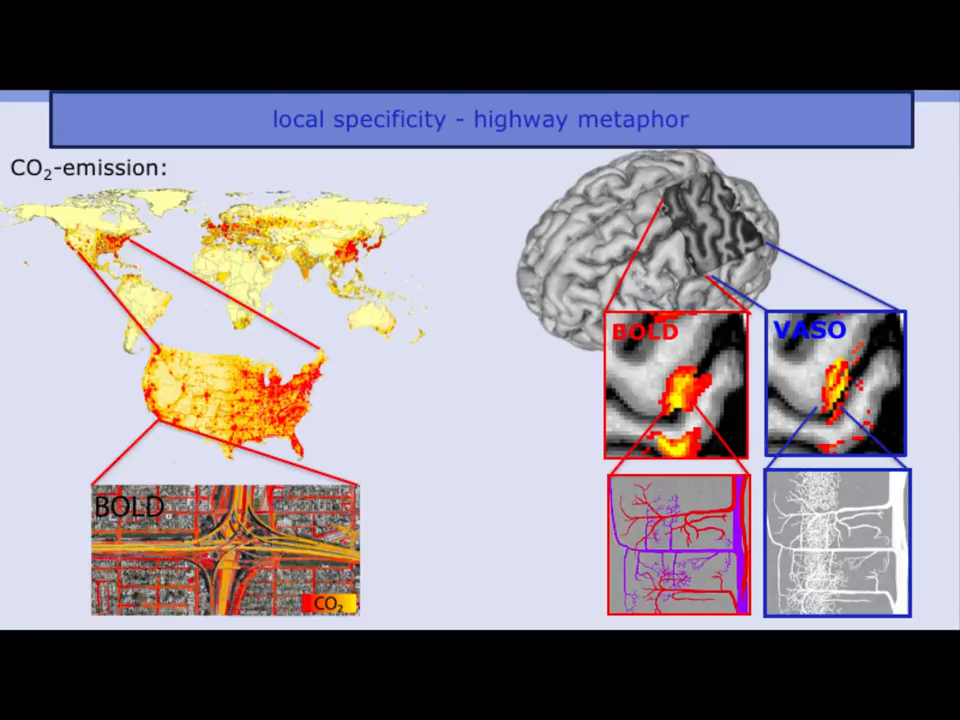 local specificity - highway metaphor
CO₂-emission:
BOLD
VASO
BOLD
CO₂